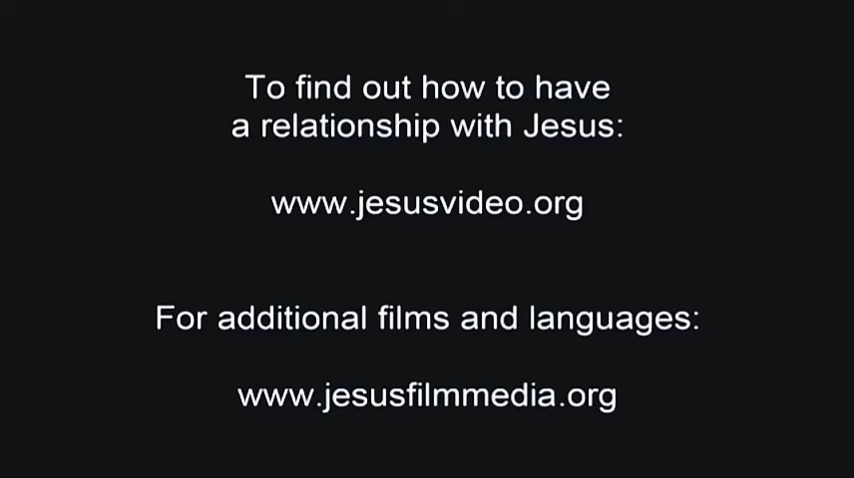 To find out how to have
a relationship with Jesus:
www.jesusvideo.org
For additional films and languages:
www.jesusfilmmedia.org